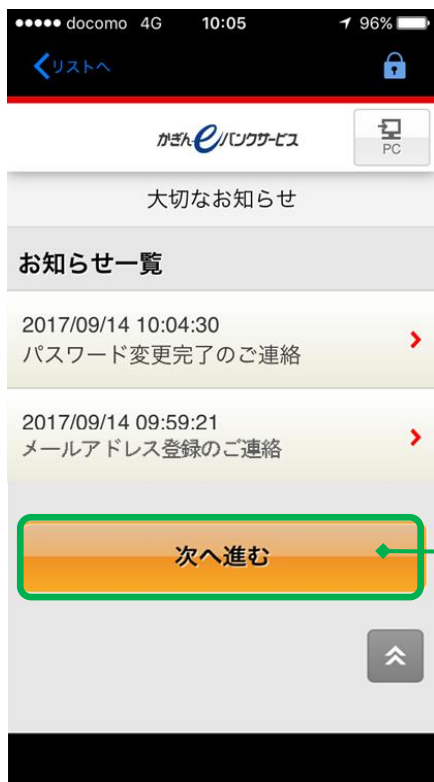 docomo 4G 10:05 96%
リストへ
かぎんeバンクサービス
PC
大切なお知らせ
お知らせ一覧
2017/09/14 10:04:30
パスワード変更完了のご連絡
2017/09/14 09:59:21
メールアドレス登録のご連絡
次へ進む